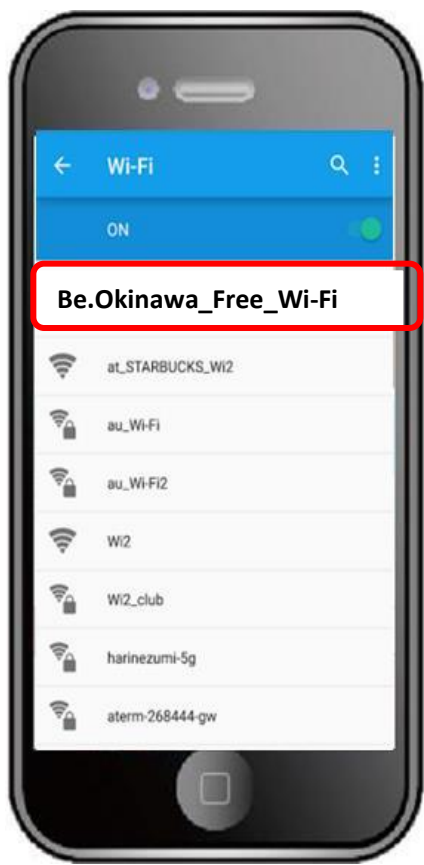 Wi-Fi
ON
Be.Okinawa_Free_Wi-Fi
at_STARBUCKS_Wi2
au_Wi-Fi
au_Wi-Fi2
Wi2
Wi2_club
harinezumi-5g
aterm-268444-gw